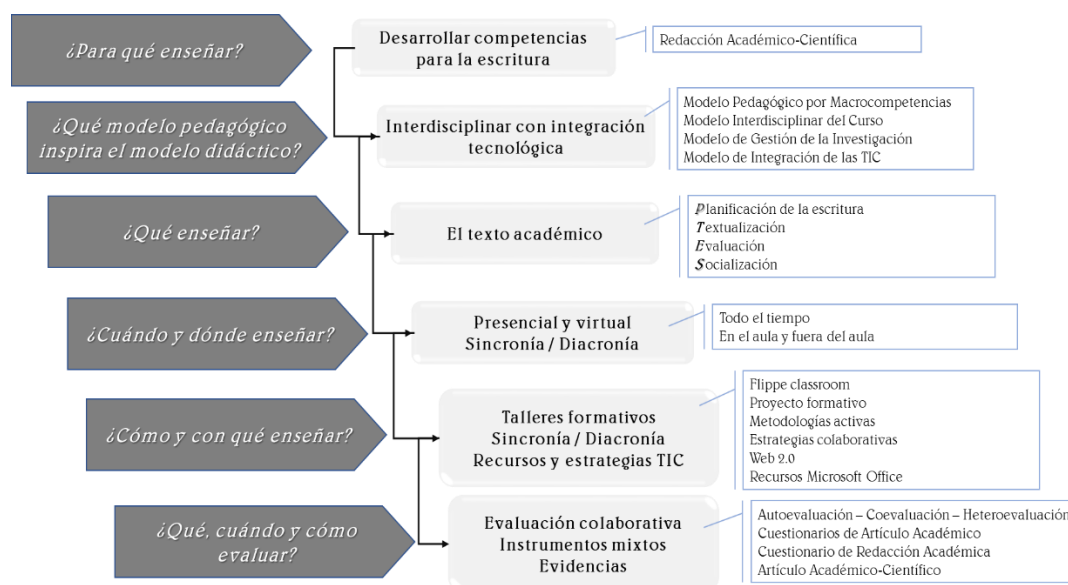 ¿Para qué enseñar?
Desarrollar competencias
para la escritura
Redacción Académico-Científica
¿Qué modelo pedagógico
inspira el modelo didáctico?
Interdisciplinar con integración
tecnológica
Modelo Pedagógico por Macrocompetencias
Modelo Interdisciplinar del Curso
Modelo de Gestión de la Investigación
Modelo de Integración de las TIC
¿Qué enseñar?
El texto académico
Planificación de la escritura
Textualización
Evaluación
Socialización
¿Cuándo y dónde enseñar?
Presencial y virtual
Sincronía / Diacronía
Todo el tiempo
En el aula y fuera del aula
¿Cómo y con qué enseñar?
Talleres formativos
Sincronía / Diacronía
Recursos y estrategias TIC
Flippe classroom
Proyecto formativo
Metodologías activas
Estrategias colaborativas
Web 2.0
Recursos Microsoft Office
¿Qué, cuándo y cómo
evaluar?
Evaluación colaborativa
Instrumentos mixtos
Evidencias
Autoevaluación – Coevaluación – Heteroevaluación
Cuestionarios de Artículo Académico
Cuestionario de Redacción Académica
Artículo Académico-Científico